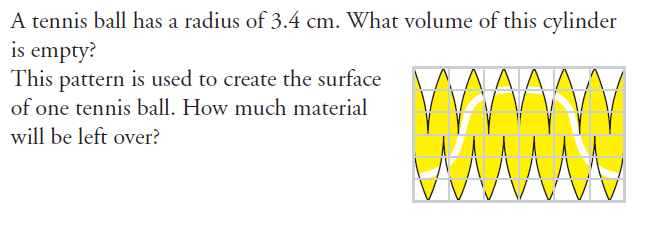 A tennis ball has a radius of 3.4 cm. What volume of this cylinder
is empty?
This pattern is used to create the surface
of one tennis ball. How much material
will be left over?